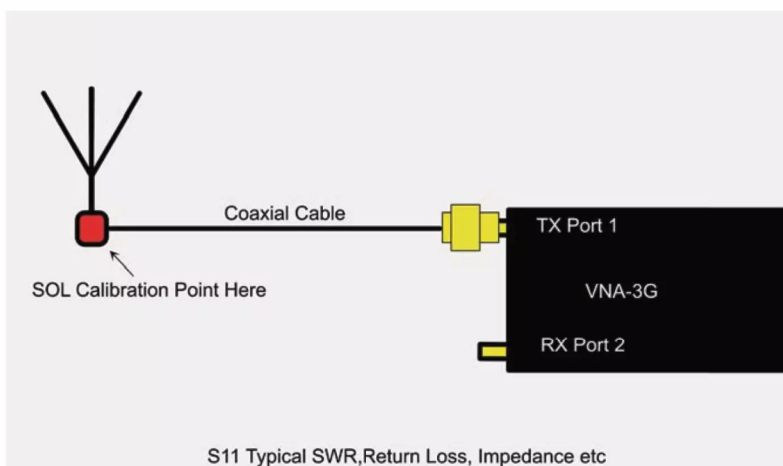 Coaxial Cable
TX Port 1
SOL Calibration Point Here
VNA-3G
RX Port 2
S11 Typical SWR,Return Loss, Impedance etc